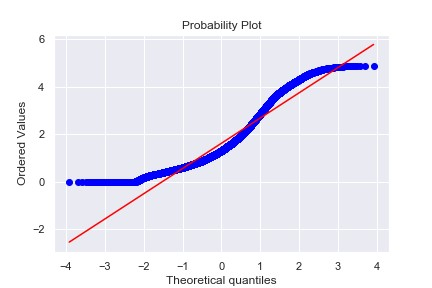 Probability Plot
6
4
2
0
−2
Ordered Values
−4 −3 −2 −1 0 1 2 3 4
Theoretical quantiles